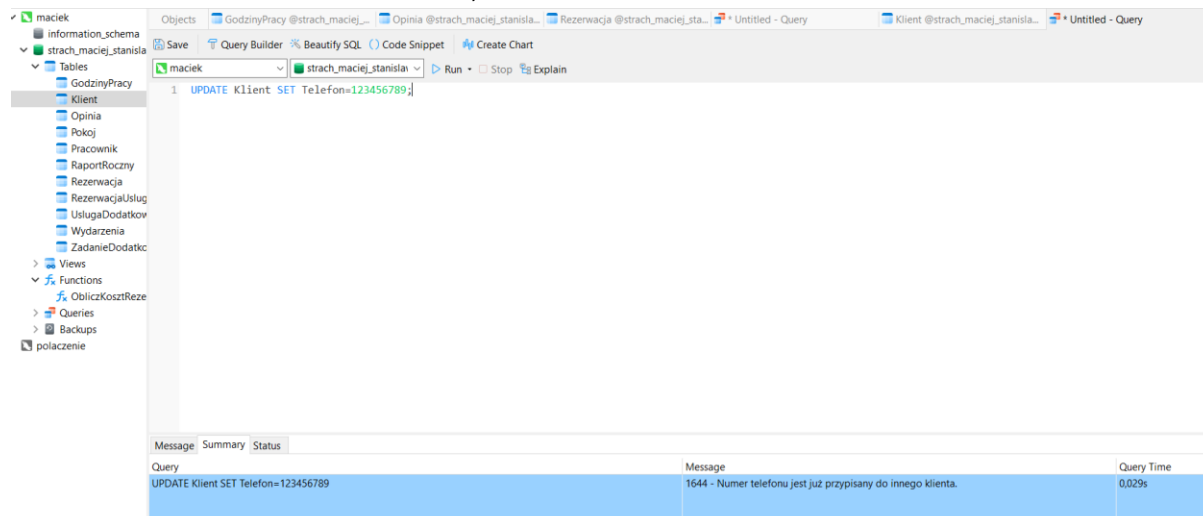 maciek
information_schema
strach_maciej_stanisla
Tables
GodzinyPracy
Klient
Opinia
Pokoj
Pracownik
RaportRoczny
Rezerwacja
RezerwacjaUslug
UslugaDodatkow
Wydarzenia
ZadanieDodatkc
Views
Functions
ObliczKosztReze
Queries
Backups
polaczenie
Objects GodzinyPracy @strach_maciej_... Opinia @strach_maciej_stanisla... Rezerwacja @strach_maciej_sta... * Untitled - Query Klient @strach_maciej_stanisla... * Untitled - Query
Save Query Builder Beautify SQL () Code Snippet Create Chart
maciek strach_maciej_stanislav Run Stop Explain
1 UPDATE Klient SET Telefon=123456789;
Message Summary Status
Query Message Query Time
UPDATE Klient SET Telefon=123456789 1644 - Numer telefonu jest już przypisany do innego klienta. 0,029s